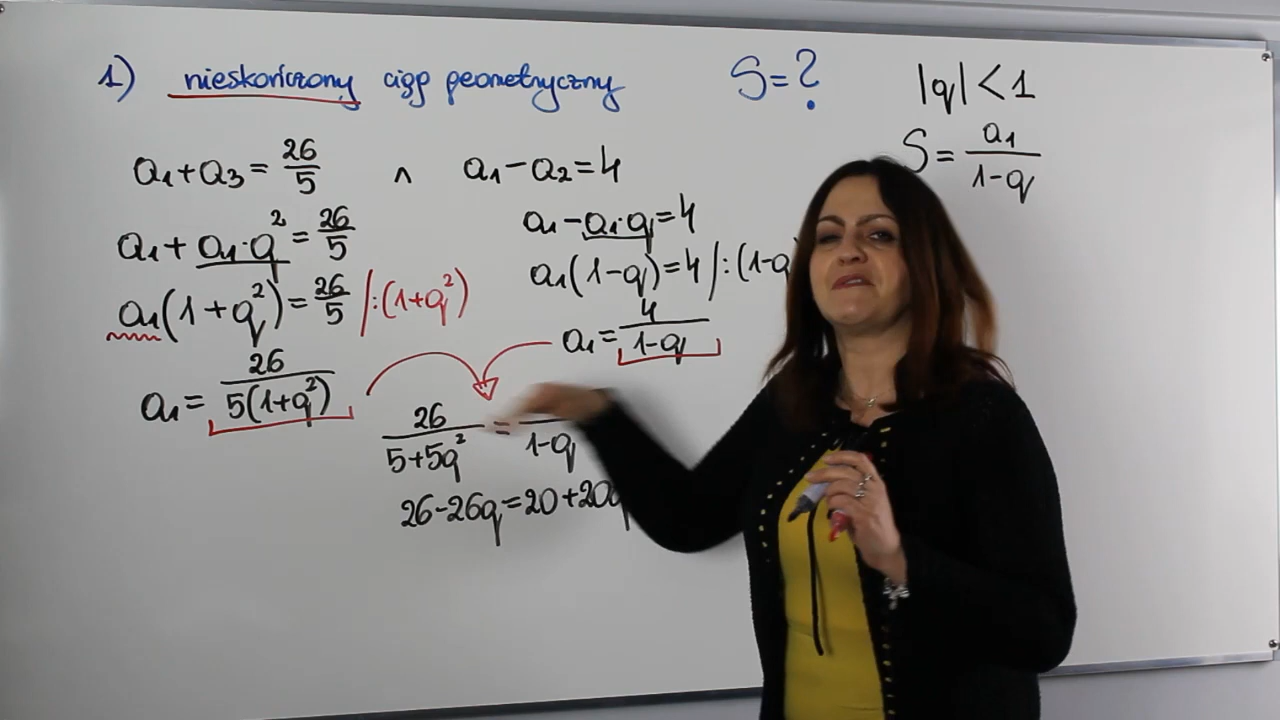 1) nieskończony ciąg geometryczny S=?
|q| < 1
S = a₁/(1-q)
a₁+a₃ = 26/5 ∧ a₁-a₂=4
a₁+a₁·q² = 26/5
a₁-a₁·q=4
a₁(1+q²) = 26/5 /:(1+q²)
a₁(1-q)=4 /:(1-q
a₁ = 26/(5(1+q²))
a₁ = 4/(1-q)
26/(5+5q²) = /(1-q
26-26q=20+20q